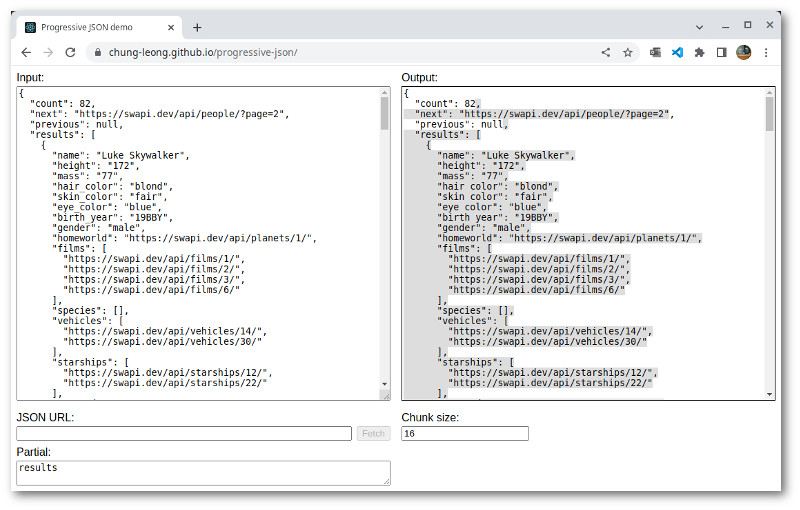 Progressive JSON demo
chung-leong.github.io/progressive-json/
Input:
{
  "count": 82,
  "next": "https://swapi.dev/api/people/?page=2",
  "previous": null,
  "results": [
    {
      "name": "Luke Skywalker",
      "height": "172",
      "mass": "77",
      "hair_color": "blond",
      "skin_color": "fair",
      "eye_color": "blue",
      "birth_year": "19BBY",
      "gender": "male",
      "homeworld": "https://swapi.dev/api/planets/1/",
      "films": [
        "https://swapi.dev/api/films/1/",
        "https://swapi.dev/api/films/2/",
        "https://swapi.dev/api/films/3/",
        "https://swapi.dev/api/films/6/"
      ],
      "species": [],
      "vehicles": [
        "https://swapi.dev/api/vehicles/14/",
        "https://swapi.dev/api/vehicles/30/"
      ],
      "starships": [
        "https://swapi.dev/api/starships/12/",
        "https://swapi.dev/api/starships/22/"
      ],
Output:
{
  "count": 82,
  "next": "https://swapi.dev/api/people/?page=2",
  "previous": null,
  "results": [
    {
      "name": "Luke Skywalker",
      "height": "172",
      "mass": "77",
      "hair color": "blond",
      "skin color": "fair",
      "eye color": "blue",
      "birth year": "19BBY",
      "gender": "male",
      "homeworld": "https://swapi.dev/api/planets/1/",
      "films": [
        "https://swapi.dev/api/films/1/",
        "https://swapi.dev/api/films/2/",
        "https://swapi.dev/api/films/3/",
        "https://swapi.dev/api/films/6/"
      ],
      "species": [],
      "vehicles": [
        "https://swapi.dev/api/vehicles/14/",
        "https://swapi.dev/api/vehicles/30/"
      ],
      "starships": [
        "https://swapi.dev/api/starships/12/",
        "https://swapi.dev/api/starships/22/"
      ],
JSON URL:
Fetch
Chunk size:
16
Partial:
results